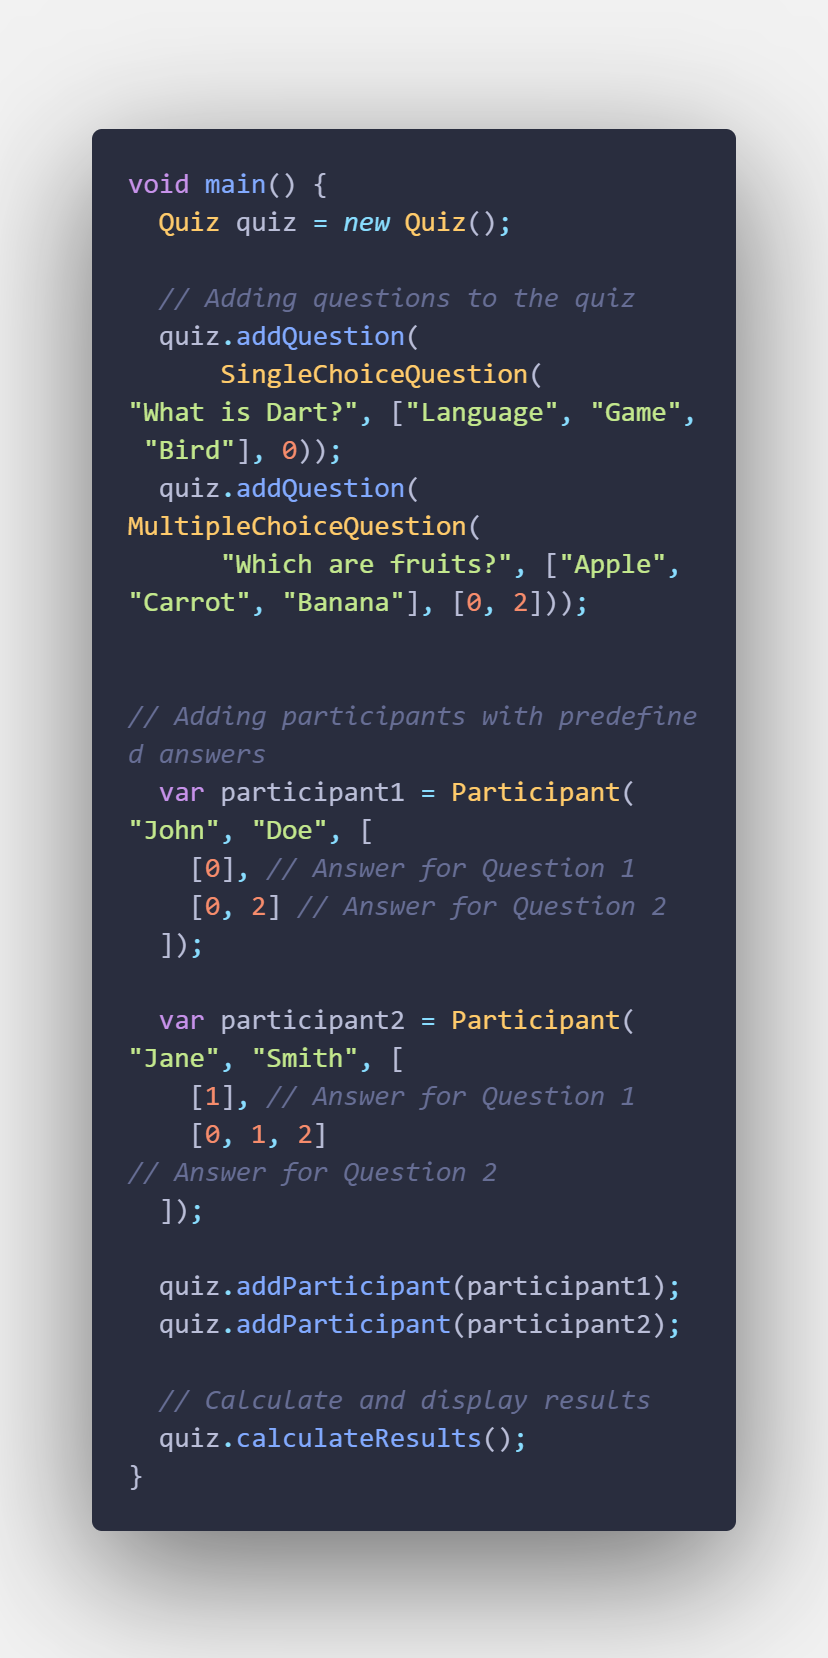 void main() {
  Quiz quiz = new Quiz();

  // Adding questions to the quiz
  quiz.addQuestion(
      SingleChoiceQuestion(
"What is Dart?", ["Language", "Game",
 "Bird"], 0));
  quiz.addQuestion(
MultipleChoiceQuestion(
      "Which are fruits?", ["Apple",
"Carrot", "Banana"], [0, 2]));


// Adding participants with predefine
d answers
  var participant1 = Participant(
"John", "Doe", [
    [0], // Answer for Question 1
    [0, 2] // Answer for Question 2
  ]);

  var participant2 = Participant(
"Jane", "Smith", [
    [1], // Answer for Question 1
    [0, 1, 2]
// Answer for Question 2
  ]);

  quiz.addParticipant(participant1);
  quiz.addParticipant(participant2);

  // Calculate and display results
  quiz.calculateResults();
}